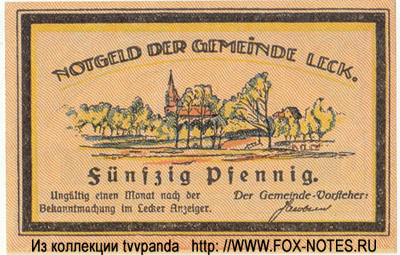 NOTGELD DER GEMEINDE LECK.
Fünfzig Pfennig.
Ungültig einen Monat nach der
Bekanntmachung im Lecker Anzeiger.
Der Gemeinde-Vorsteher:
Из коллекции tvvpanda http: //WWW.FOX-NOTES.RU